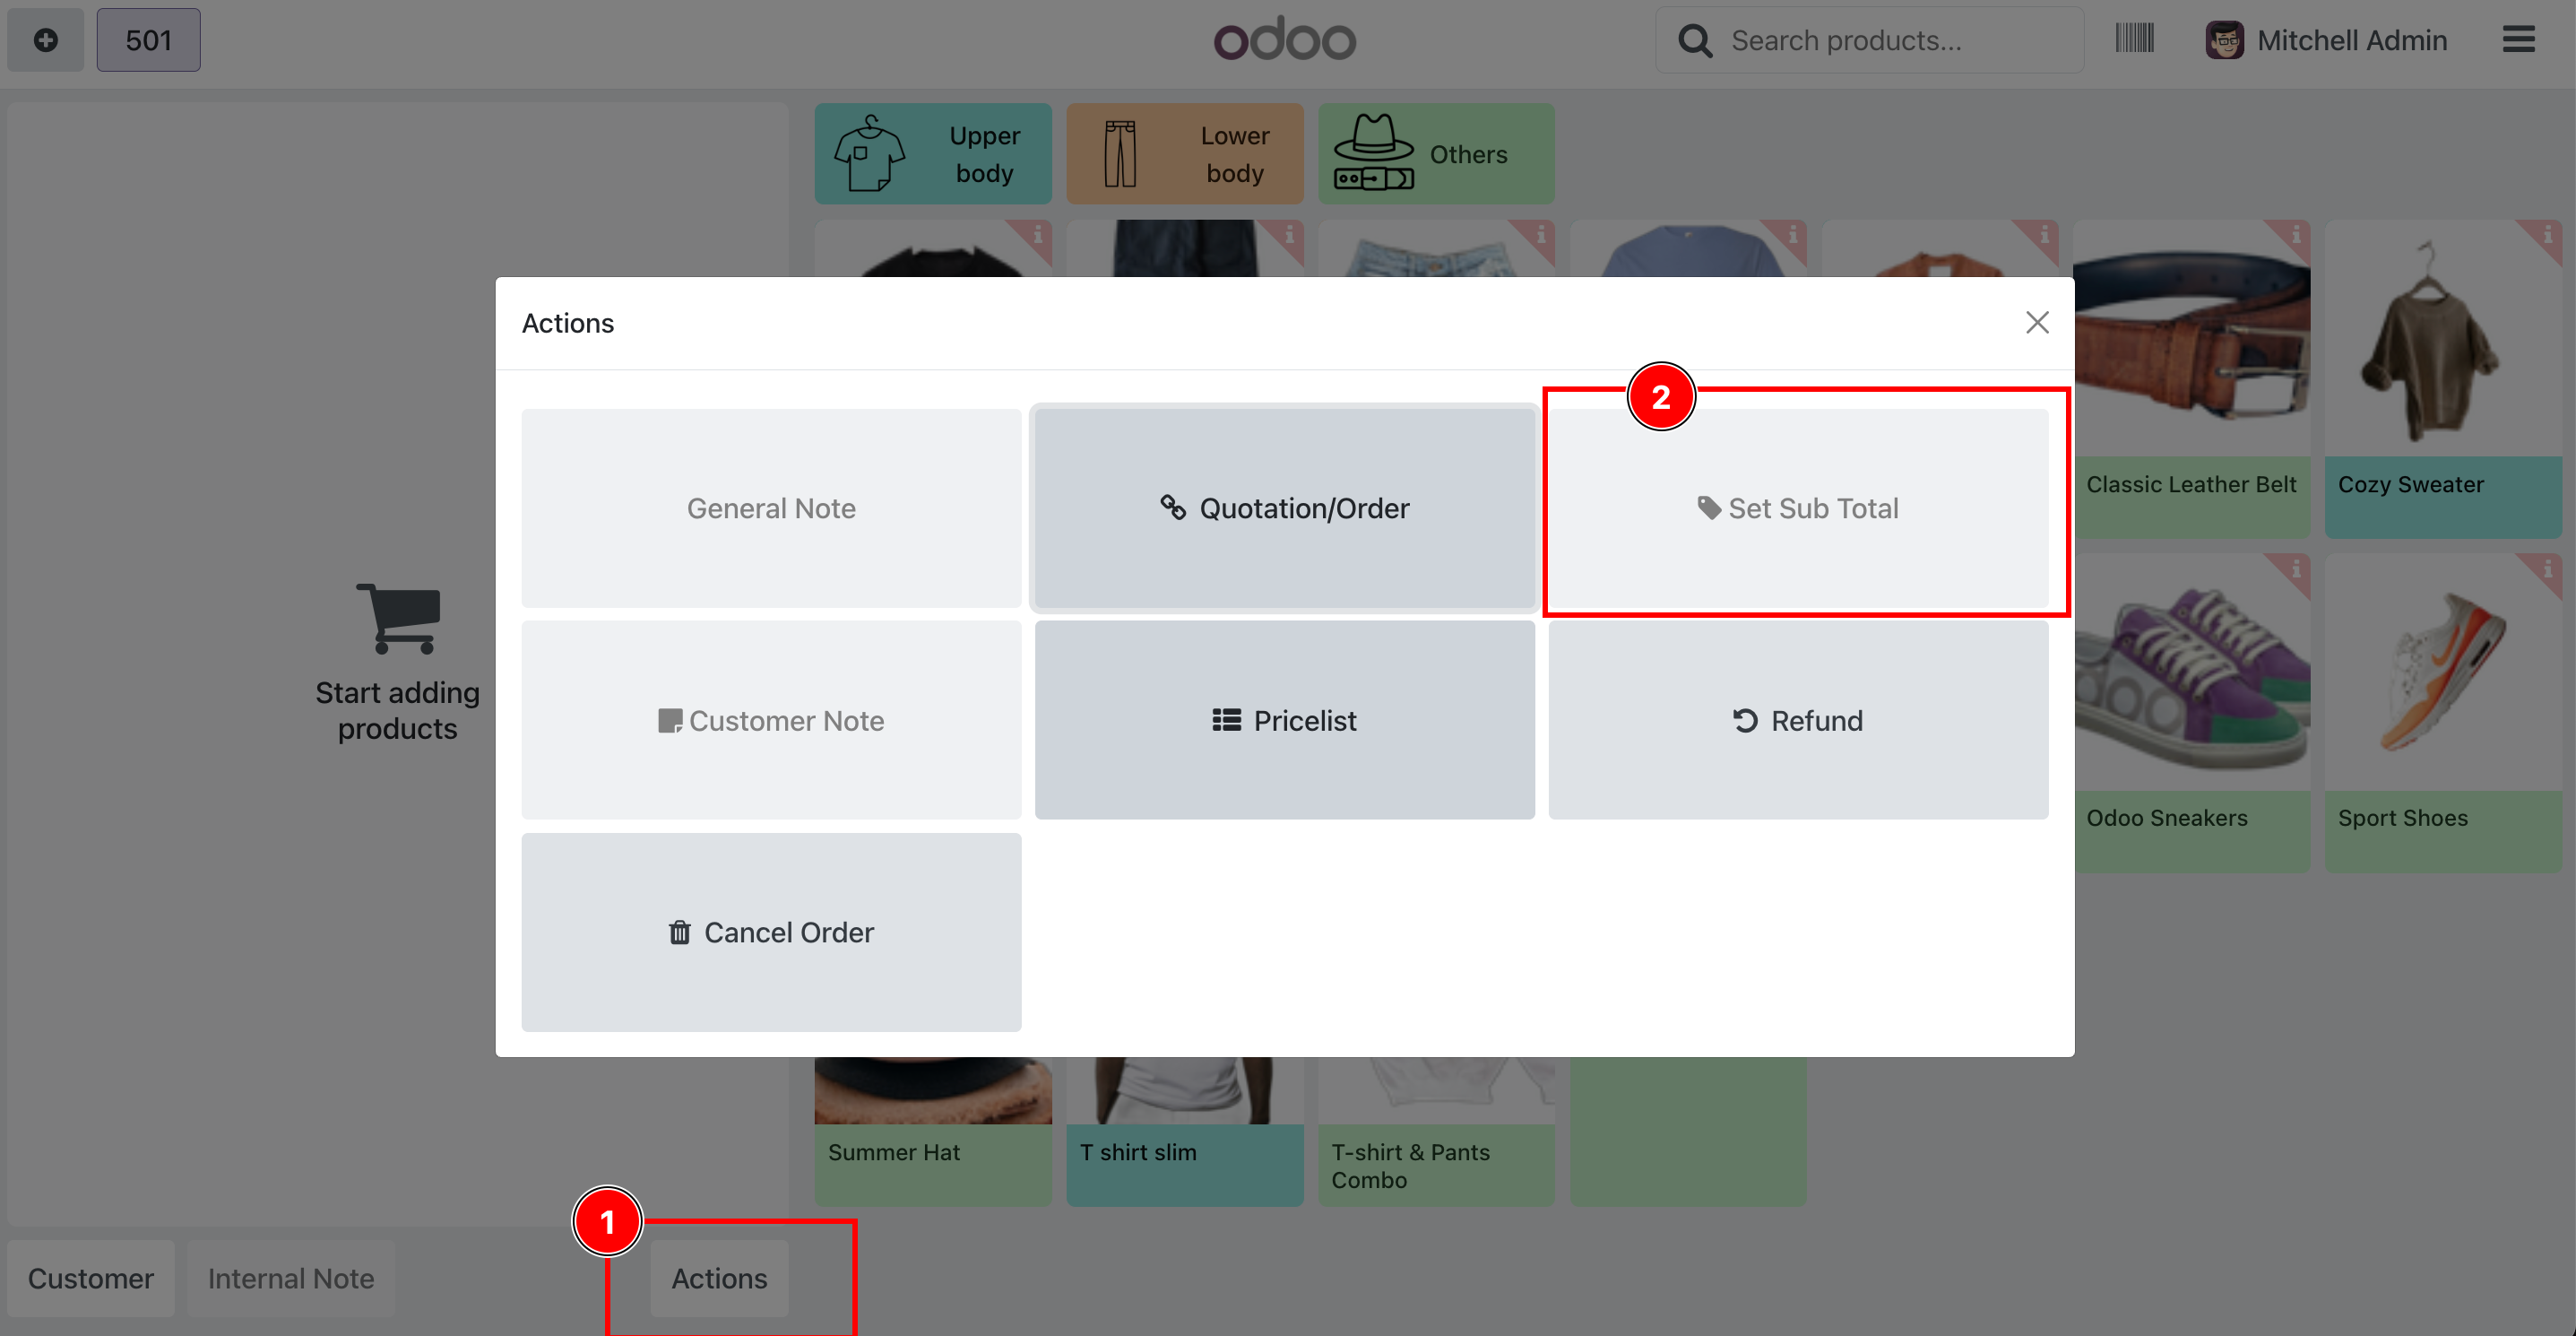 501
odoo
Search products...
Mitchell Admin
Upper
body
Lower
body
Others
Actions
2
General Note
Quotation/Order
Set Sub Total
Classic Leather Belt
Cozy Sweater
Start adding
products
Customer Note
Pricelist
Refund
Odoo Sneakers
Sport Shoes
Cancel Order
Summer Hat
T shirt slim
T-shirt & Pants
Combo
1
Customer
Internal Note
Actions